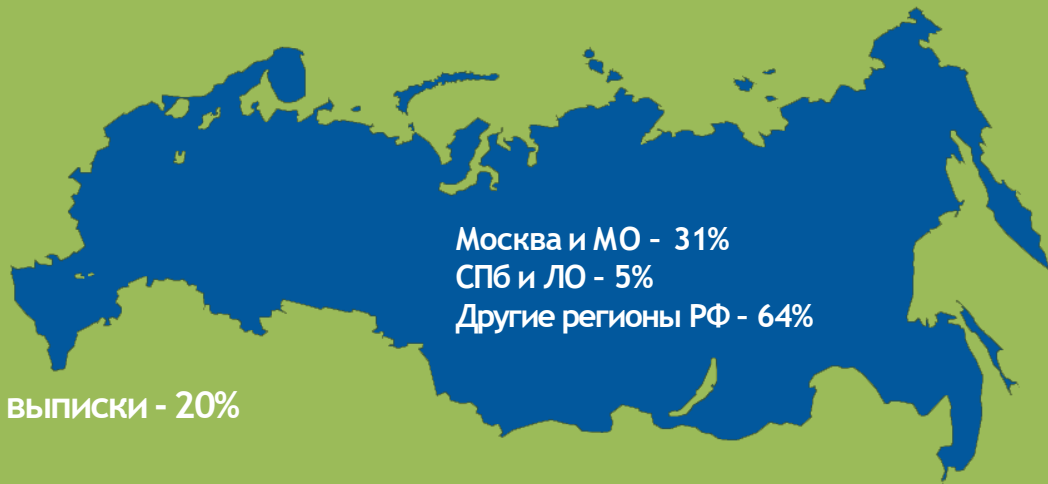 Москва и МО – 31%
СПб и ЛО – 5%
Другие регионы РФ – 64%
выписки - 20%